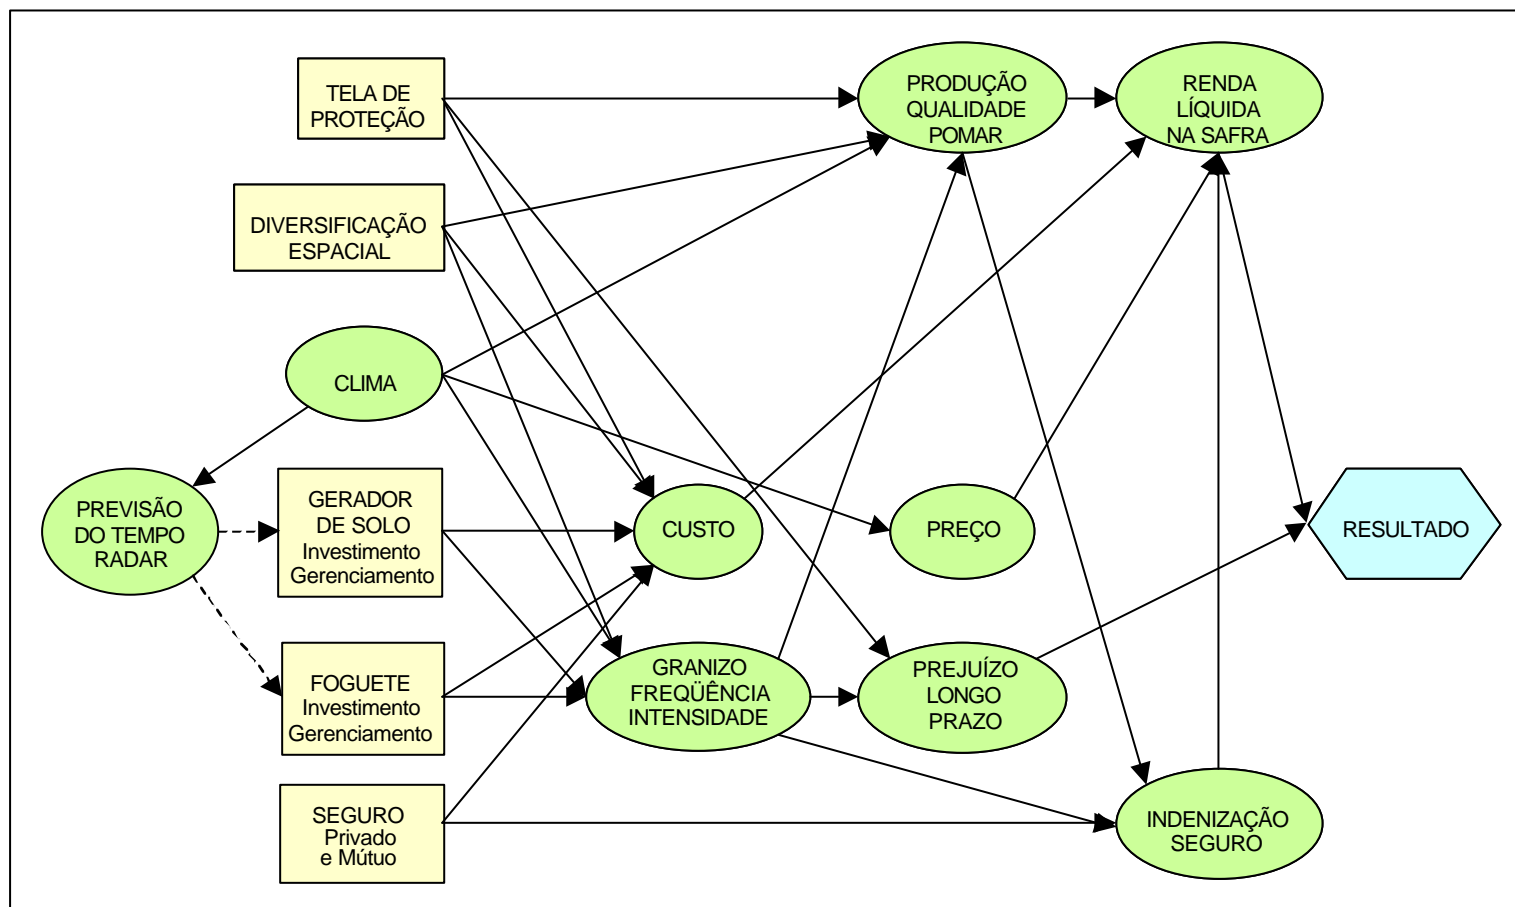 TELA DE
PROTEÇÃO
PRODUÇÃO
QUALIDADE
POMAR
RENDA
LÍQUIDA
NA SAFRA
DIVERSIFICAÇÃO
ESPACIAL
CLIMA
PREVISÃO
DO TEMPO
RADAR
GERADOR
DE SOLO
Investimento
Gerenciamento
CUSTO
PREÇO
RESULTADO
FOGUETE
Investimento
Gerenciamento
GRANIZO
FREQÜÊNCIA
INTENSIDADE
PREJUÍZO
LONGO
PRAZO
SEGURO
Privado
e Mútuo
INDENIZAÇÃO
SEGURO